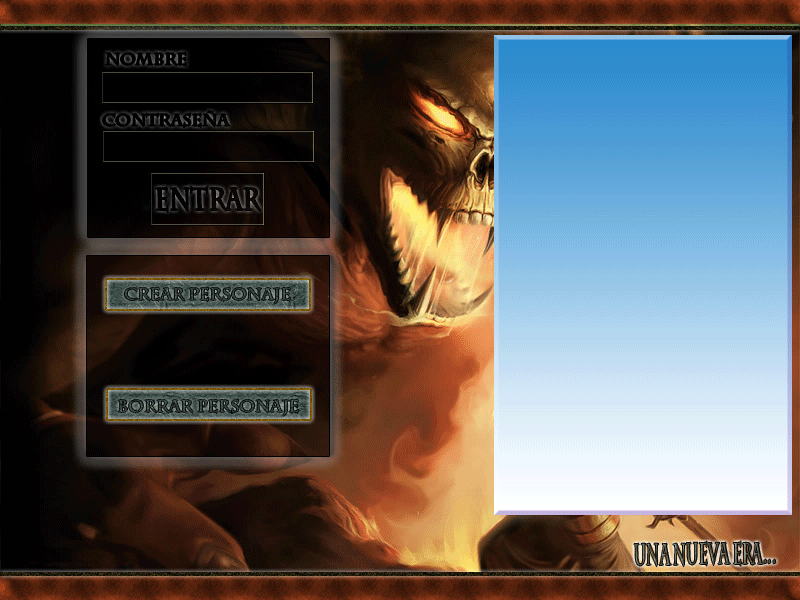 NOMBRE
CONTRASEÑA
ENTRAR
CREAR PERSONAJE
BORRAR PERSONAJE
UNA NUEVA ERA...